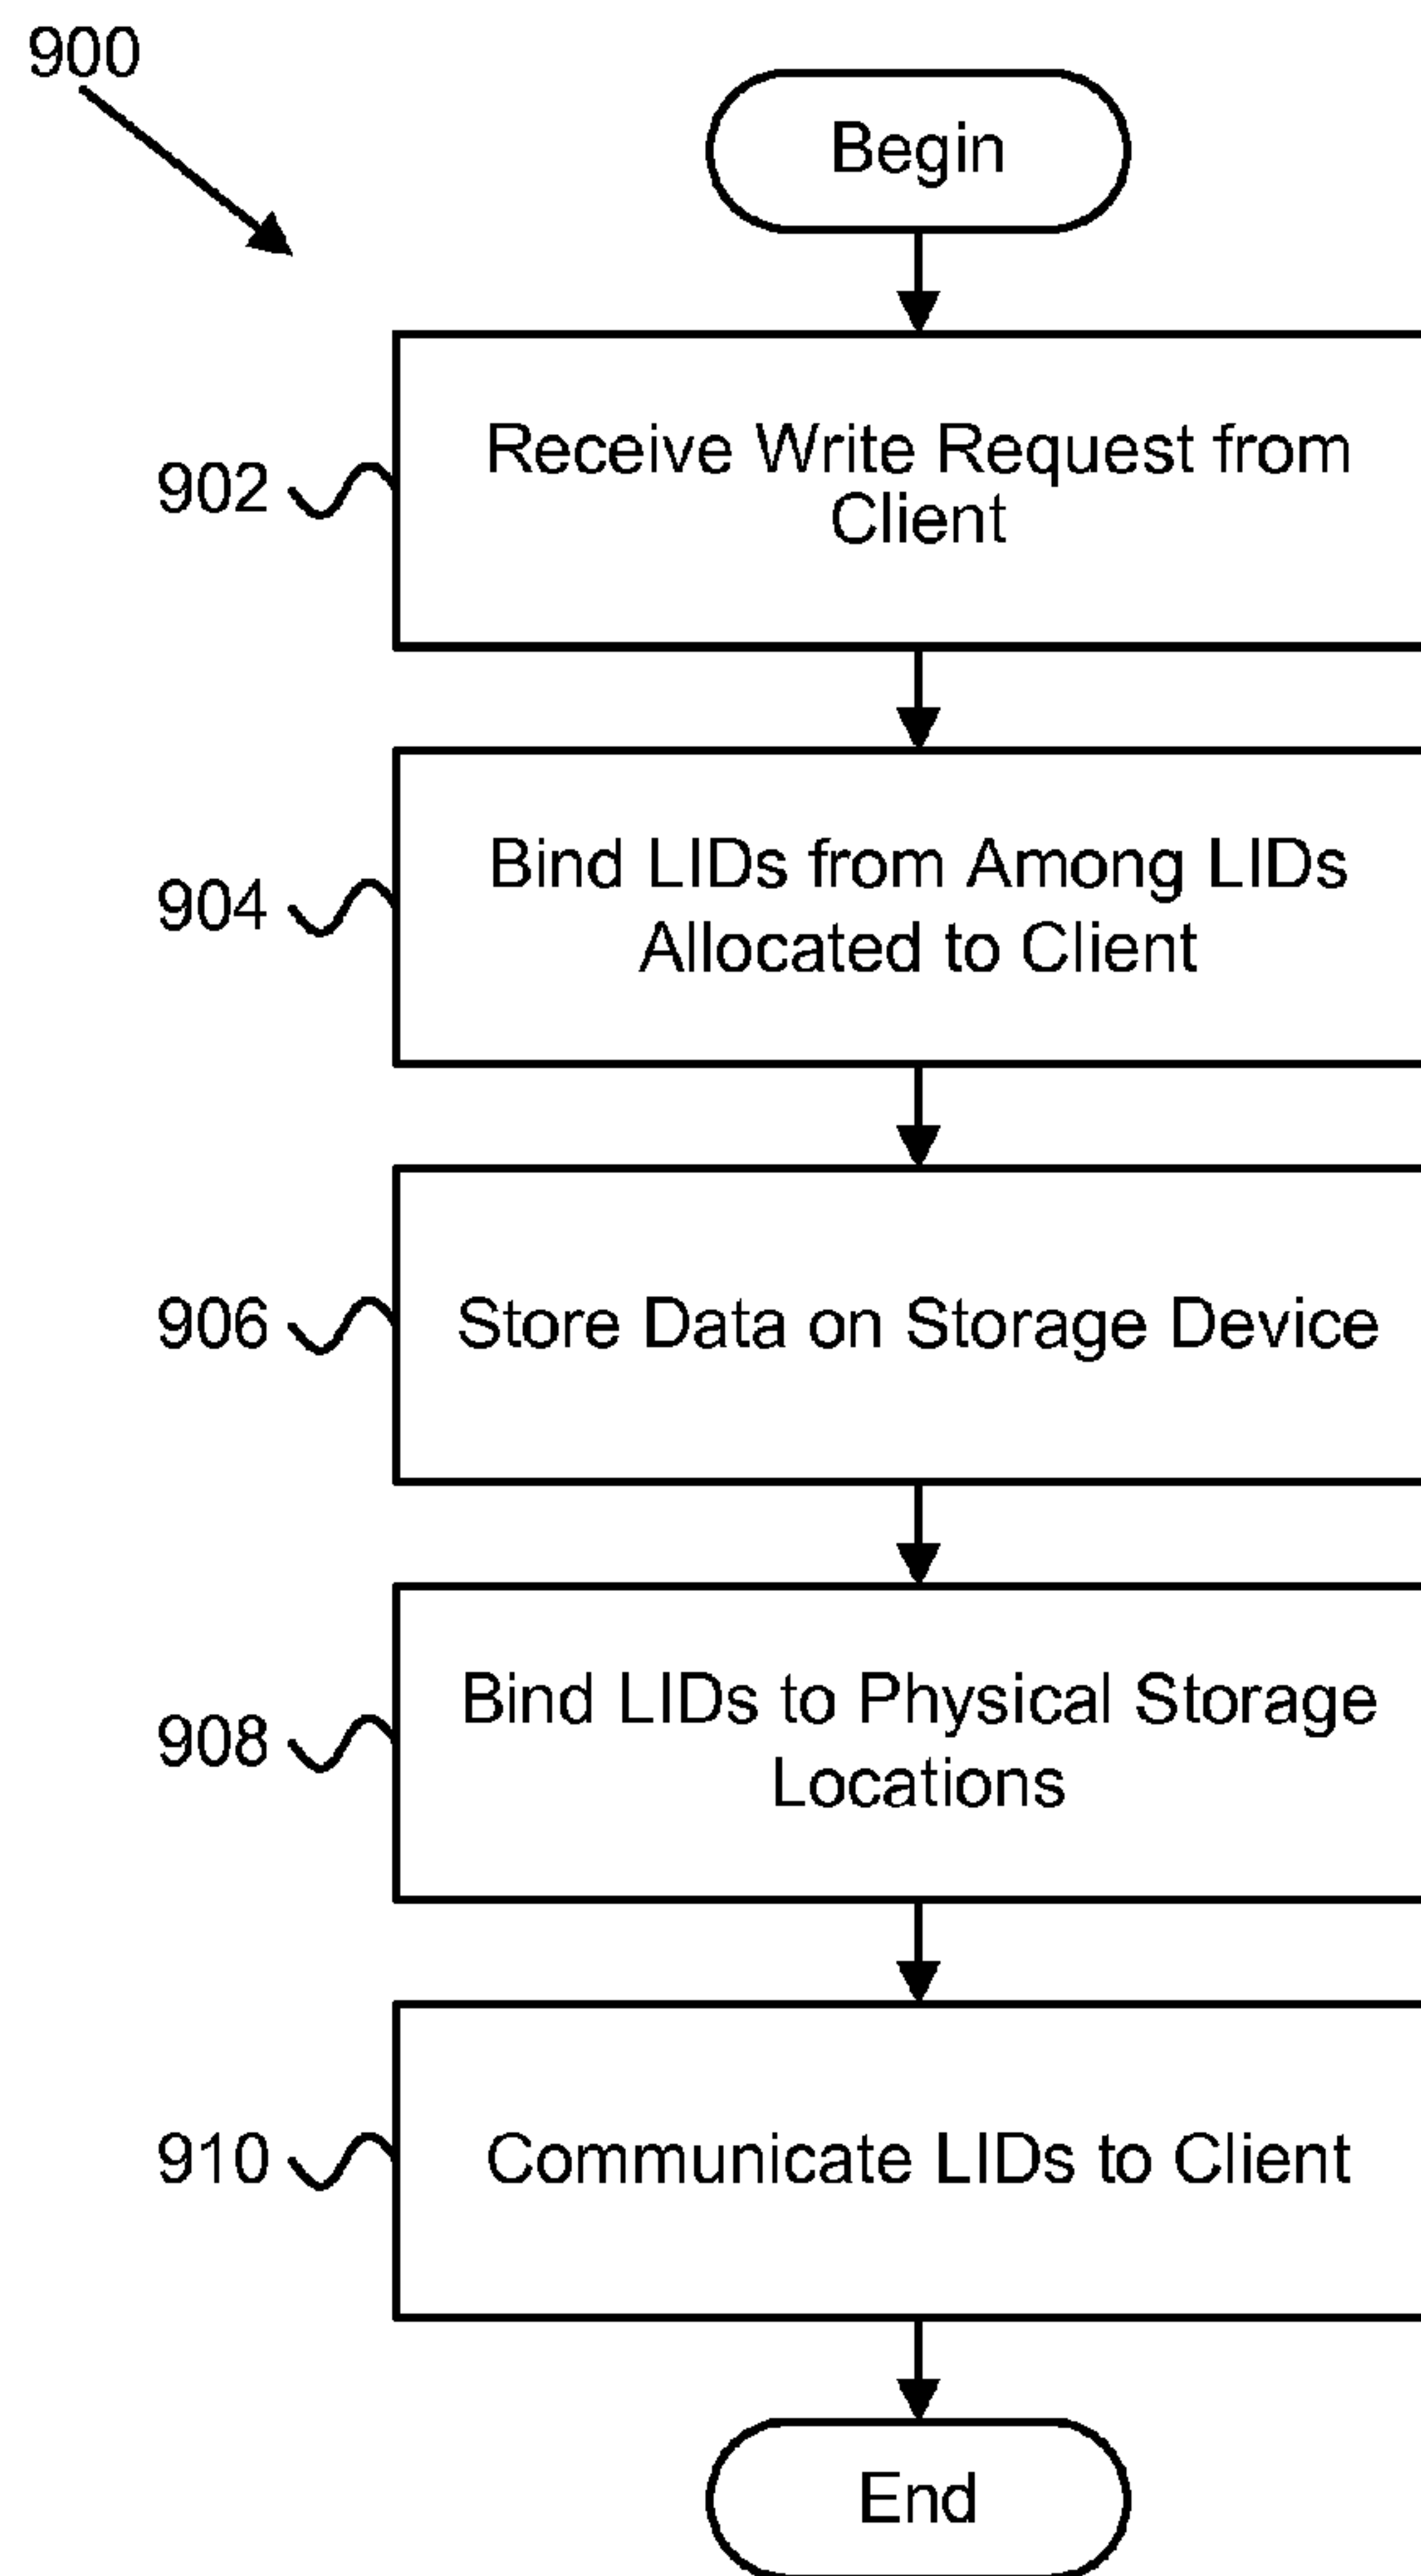 900
Begin
902
Receive Write Request from
Client
904
Bind LIDs from Among LIDs
Allocated to Client
906
Store Data on Storage Device
908
Bind LIDs to Physical Storage
Locations
910
Communicate LIDs to Client
End